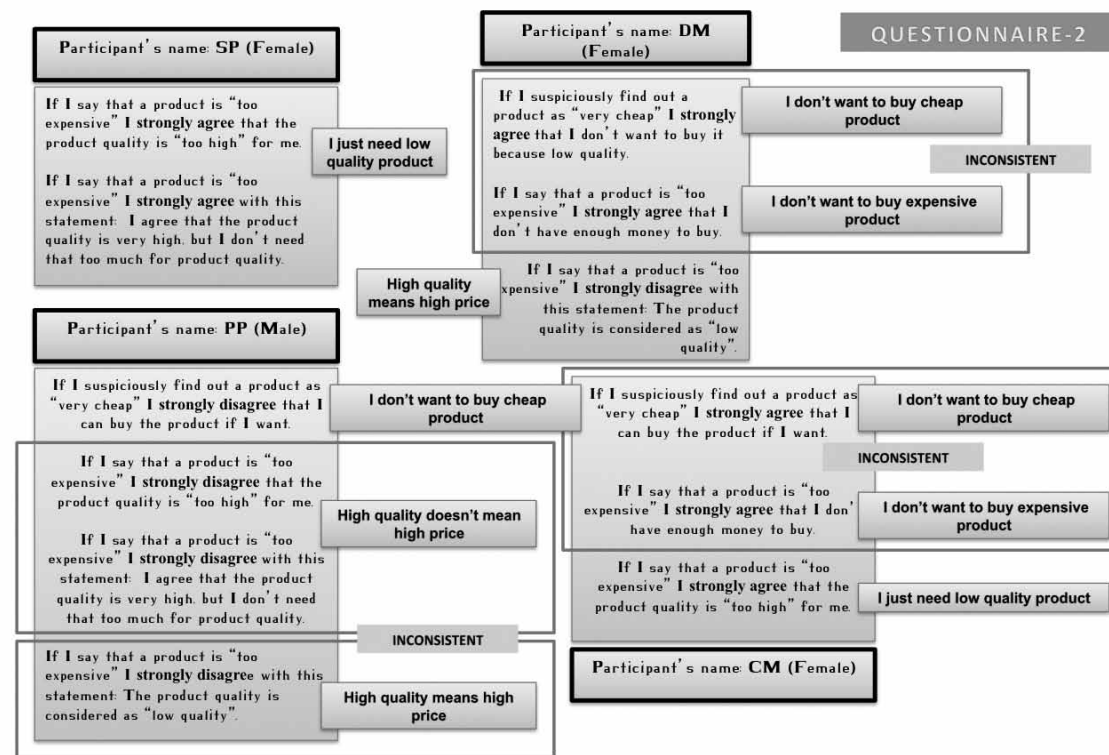 QUESTIONNAIRE-2
Participant's name: SP (Female)
If I say that a product is “too
expensive” I strongly agree that the
product quality is “too high” for me.
If I say that a product is “too
expensive” I strongly agree with this
statement: I agree that the product
quality is very high, but I don't need
that too much for product quality.
I just need low
quality product
Participant's name: DM
(Female)
If I suspiciously find out a
product as “very cheap” I strongly
agree that I don't want to buy it
because low quality.
I don't want to buy cheap
product
INCONSISTENT
If I say that a product is “too
expensive” I strongly agree that I
don't have enough money to buy.
I don't want to buy expensive
product
If I say that a product is “too
expensive” I strongly disagree with
this statement: The product
quality is considered as “low
quality”.
High quality
means high price
Participant's name: PP (Male)
If I suspiciously find out a product as
“very cheap” I strongly disagree that I
can buy the product if I want.
I don't want to buy cheap
product
If I say that a product is “too
expensive” I strongly disagree that the
product quality is “too high” for me.
If I say that a product is “too
expensive” I strongly disagree with this
statement: I agree that the product
quality is very high, but I don't need
that too much for product quality.
High quality doesn't mean
high price
INCONSISTENT
If I say that a product is “too
expensive” I strongly disagree with this
statement: The product quality is
considered as “low quality”.
High quality means high
price
If I suspiciously find out a product as
“very cheap” I strongly agree that I
can buy the product if I want.
I don't want to buy cheap
product
INCONSISTENT
If I say that a product is “too
expensive” I strongly agree that I don'
have enough money to buy.
I don't want to buy expensive
product
If I say that a product is “too
expensive” I strongly agree that the
product quality is “too high” for me.
I just need low quality product
Participant's name: CM (Female)